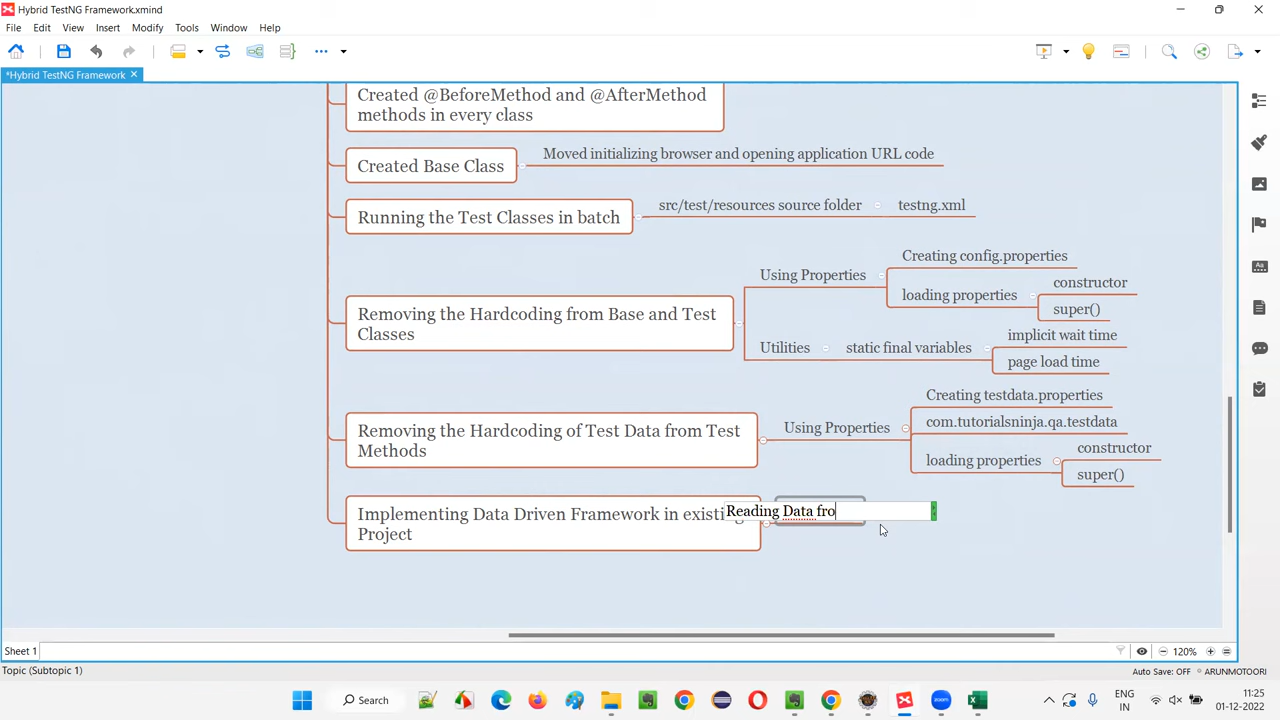 Hybrid TestNG Framework.xmind
File Edit View Insert Modify Tools Window Help
*Hybrid TestNG Framework
Created @BeforeMethod and @AfterMethod
methods in every class
Created Base Class
Moved initializing browser and opening application URL code
Running the Test Classes in batch
src/test/resources source folder
testng.xml
Removing the Hardcoding from Base and Test
Classes
Using Properties
Creating config.properties
loading properties
constructor
super()
Utilities
static final variables
implicit wait time
page load time
Removing the Hardcoding of Test Data from Test
Methods
Using Properties
Creating testdata.properties
com.tutorialsninja.qa.testdata
loading properties
constructor
super()
Implementing Data Driven Framework in existing
Project
Reading Data fro
Sheet 1
120%
Topic (Subtopic 1)
Auto Save: OFF
ARUNMOTOORI
Search
ENG
IN
11:25
01-12-2022